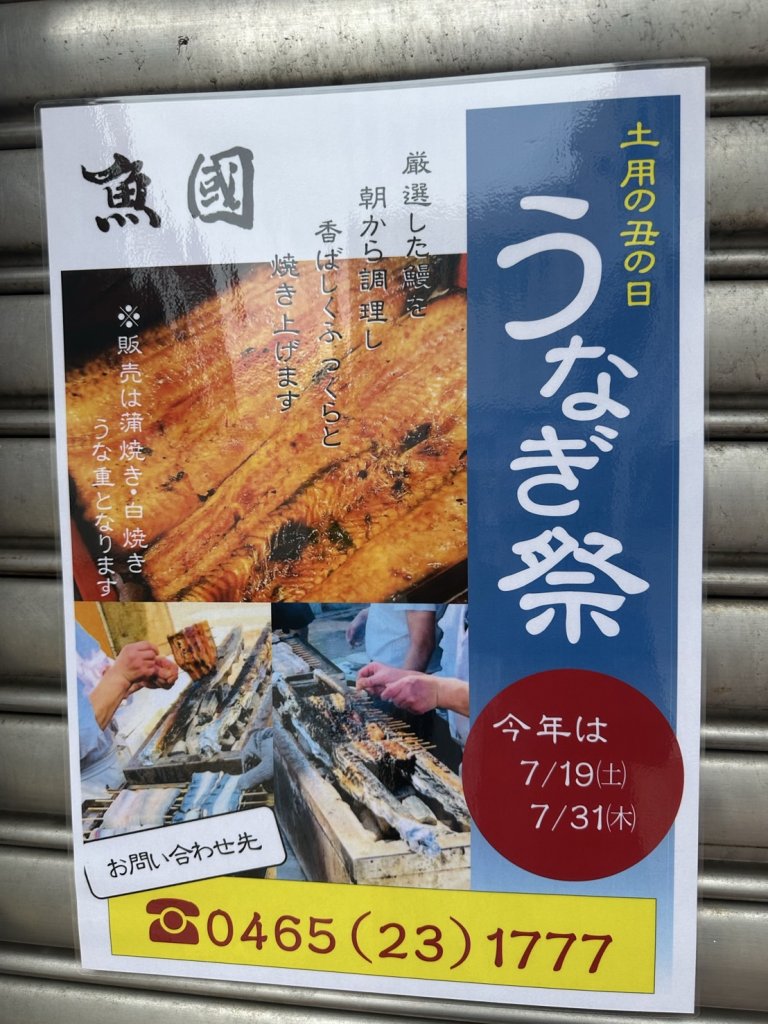 土用の丑の日
うなぎ祭
魚國
厳選した鰻を
朝から調理し
香ばしくふっくらと
焼き上げます
※販売は蒲焼き・白焼き
うな重となります
今年は
7/19㈯
7/31㈭
お問い合わせ先
☎0465(23)1777